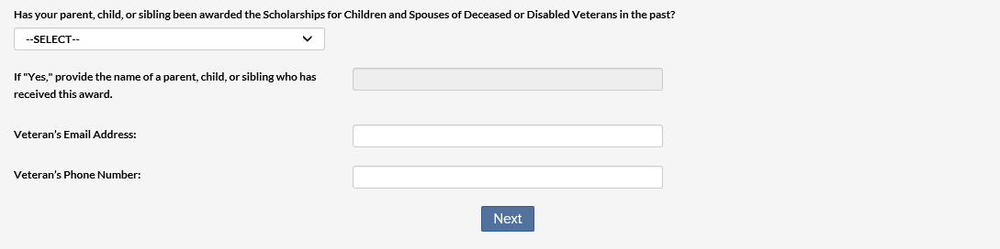 Has your parent, child, or sibling been awarded the Scholarships for Children and Spouses of Deceased or Disabled Veterans in the past?
--SELECT--
If "Yes," provide the name of a parent, child, or sibling who has
received this award.
Veteran’s Email Address:
Veteran’s Phone Number:
Next